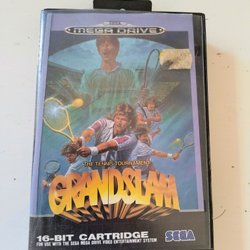 SEGA
MEGA DRIVE
THE TENNIS TOURNAMENT
GRANDSLAM
16-BIT CARTRIDGE
FOR USE WITH THE SEGA MEGA DRIVE VIDEO ENTERTAINMENT SYSTEM
SEGA